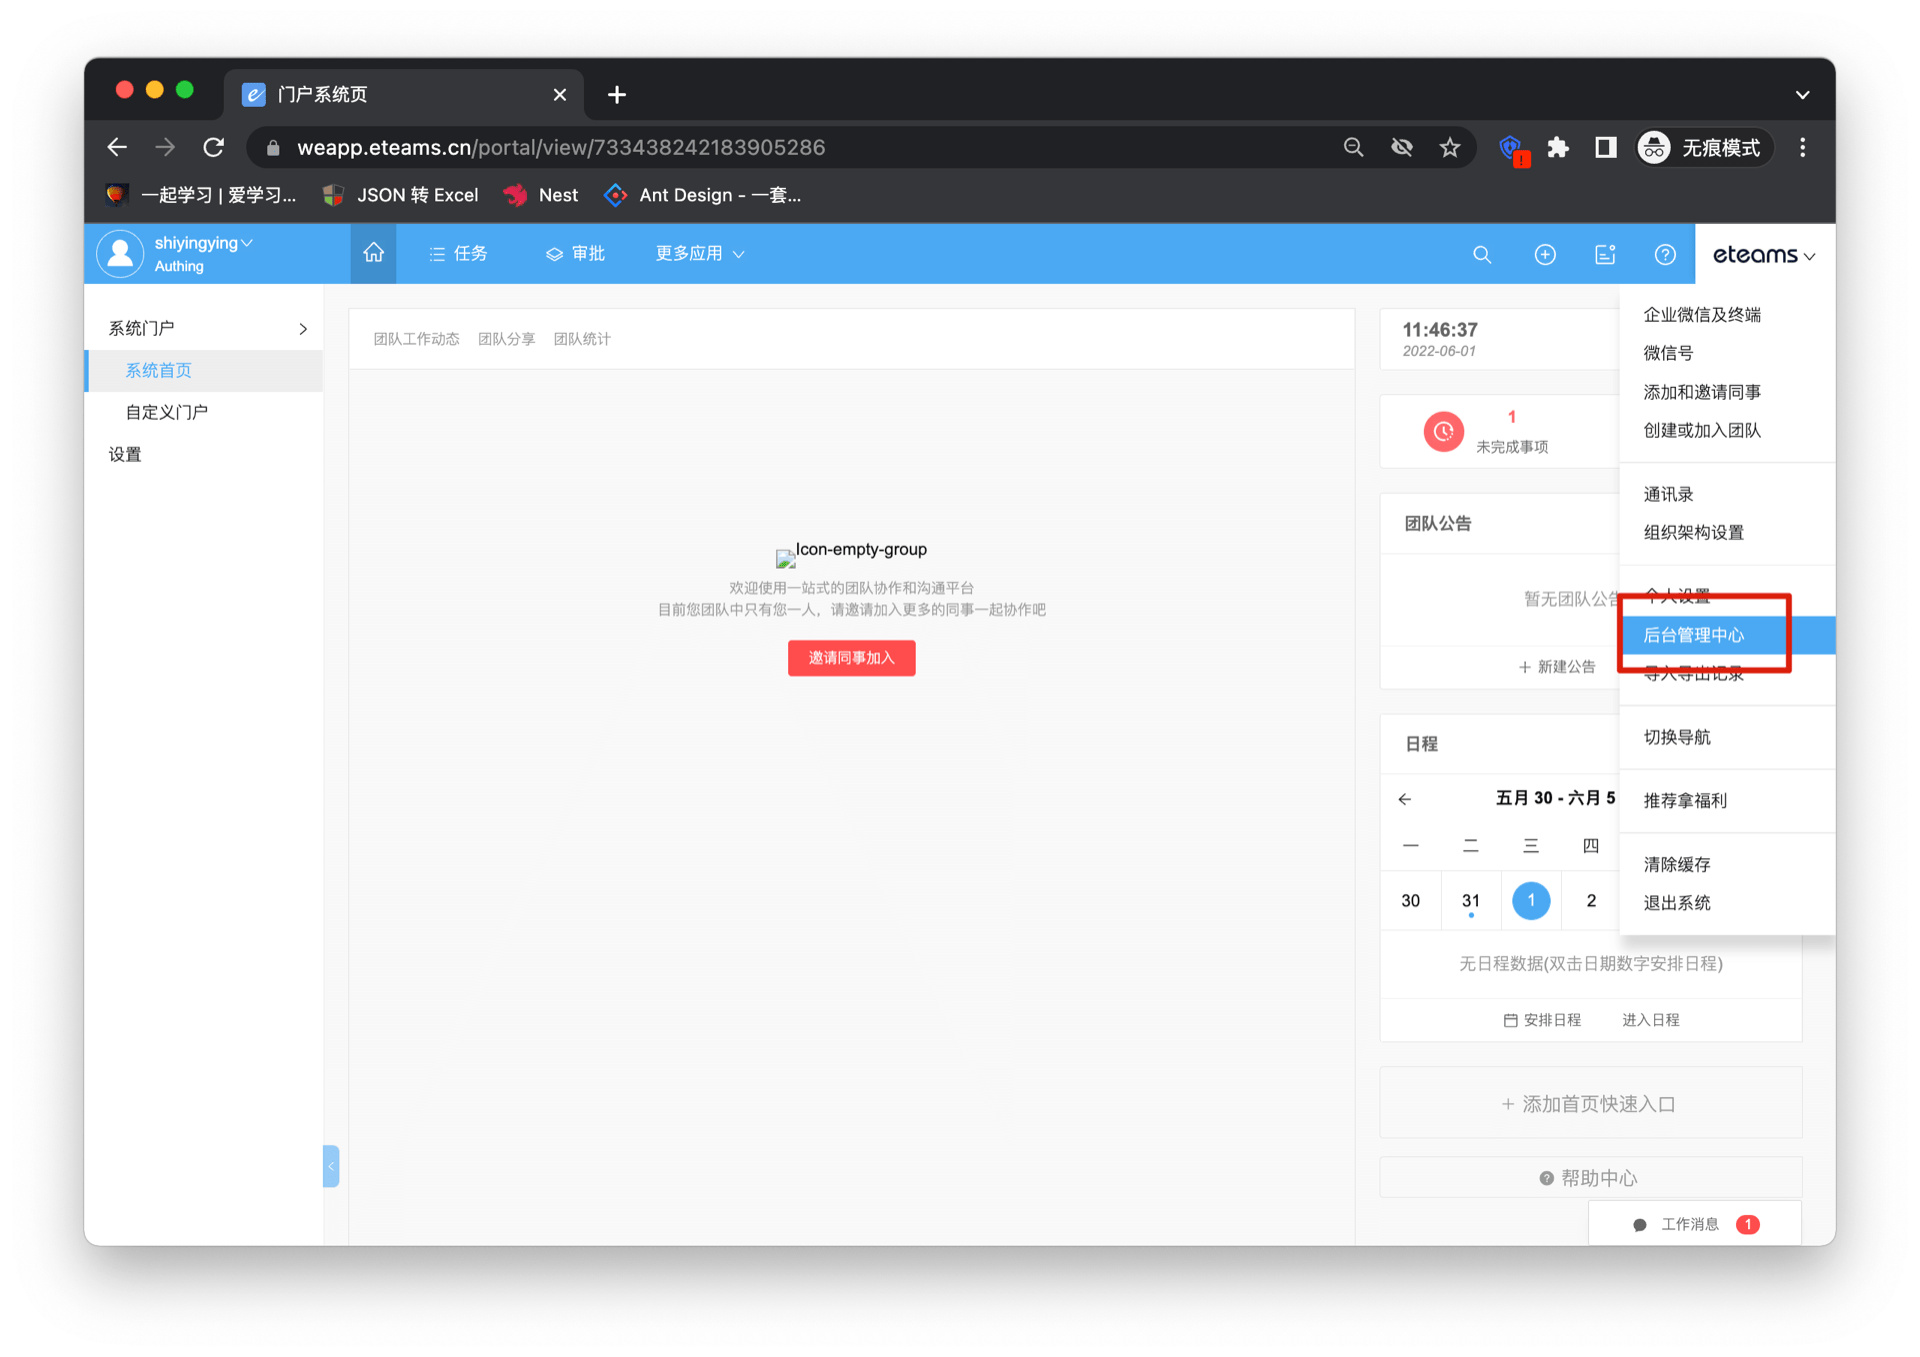 门户系统页
weapp.eteams.cn/portal/view/733438242183905286
无痕模式
一起学习 | 爱学习...
JSON 转 Excel
Nest
Ant Design - 一套...
shiyingying
Authing
任务
审批
更多应用
eteams
系统门户
系统首页
自定义门户
设置
团队工作动态 团队分享 团队统计
Icon-empty-group
欢迎使用一站式的团队协作和沟通平台
目前您团队中只有您一人，请邀请加入更多的同事一起协作吧
邀请同事加入
11:46:37
2022-06-01
1
未完成事项
团队公告
暂无团队公告
新建公告
日程
五月 30 - 六月 5
一 二 三 四
30 31 1 2
无日程数据(双击日期数字安排日程)
安排日程 进入日程
添加首页快速入口
帮助中心
工作消息 1
企业微信及终端
微信号
添加和邀请同事
创建或加入团队
通讯录
组织架构设置
个人设置
后台管理中心
导入导出记录
切换导航
推荐拿福利
清除缓存
退出系统